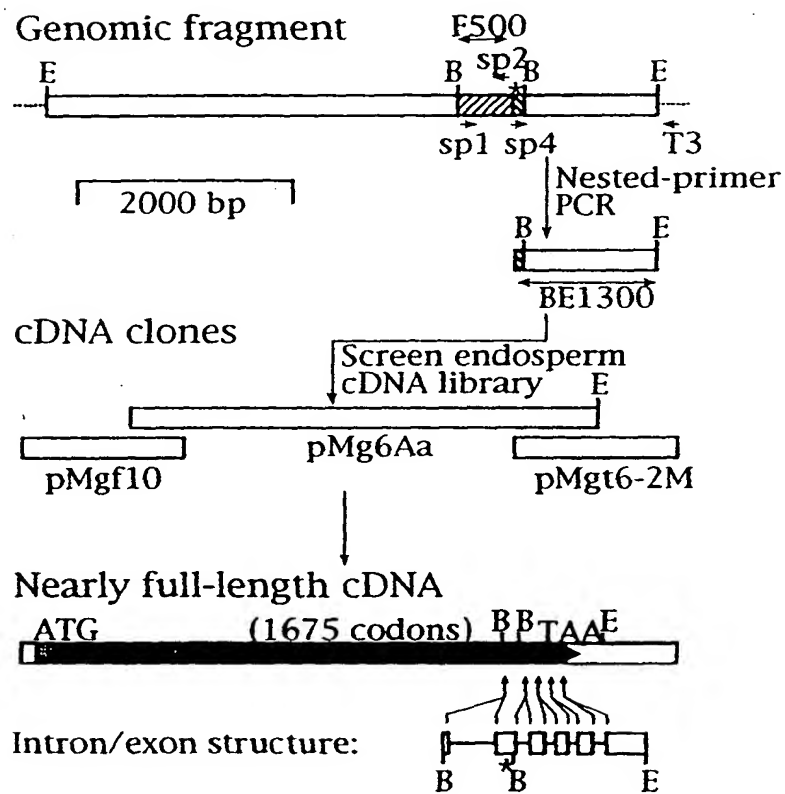 Genomic fragment
F500
sp2
E B *B E
sp1 sp4 T3
2000 bp
Nested-primer
PCR
B E
BE1300
cDNA clones
Screen endosperm
cDNA library
E
pMg6Aa
pMgf10 pMgt6-2M
Nearly full-length cDNA
ATG (1675 codons) B B TAA E
Intron/exon structure:
* B B E